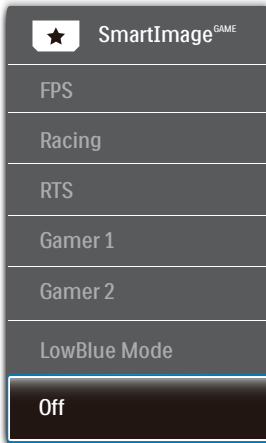 SmartImage GAME
FPS
Racing
RTS
Gamer 1
Gamer 2
LowBlue Mode
Off